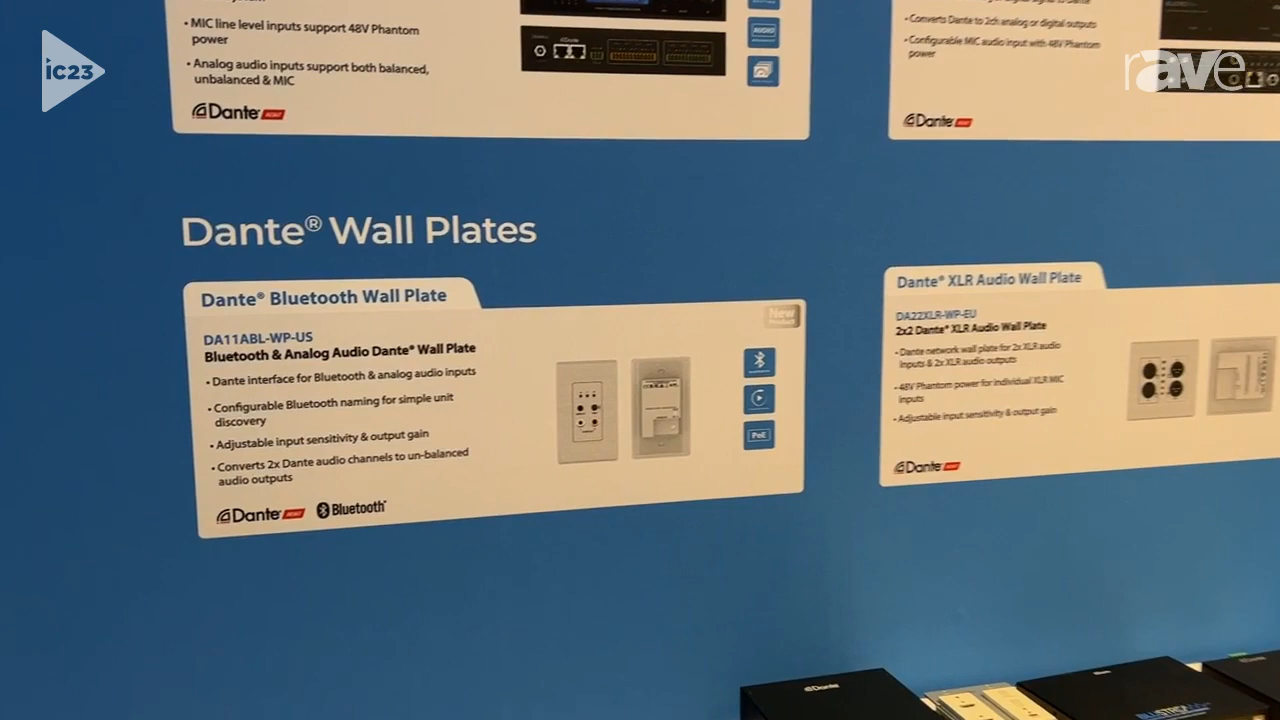 ic23
rave
• MIC line level inputs support 48V Phantom
power
• Analog audio inputs support both balanced,
unbalanced & MIC
Dante
AUDIO
• Converts Dante to 2ch analog or digital outputs
• Configurable MIC audio input with 48V Phantom
power
Dante
Dante® Wall Plates
Dante® Bluetooth Wall Plate
New
DA11ABL-WP-US
Bluetooth & Analog Audio Dante® Wall Plate
• Dante interface for Bluetooth & analog audio inputs
• Configurable Bluetooth naming for simple unit
discovery
• Adjustable input sensitivity & output gain
• Converts 2x Dante audio channels to un-balanced
audio outputs
PoE
Dante
Bluetooth®
Dante® XLR Audio Wall Plate
DA22XLR-WP-EU
2x2 Dante® XLR Audio Wall Plate
• Dante network wall plate for 2x XLR audio
inputs & 2x XLR audio outputs
• 48V Phantom power for individual XLR MIC
inputs
• Adjustable input sensitivity & output gain
Dante
Dante